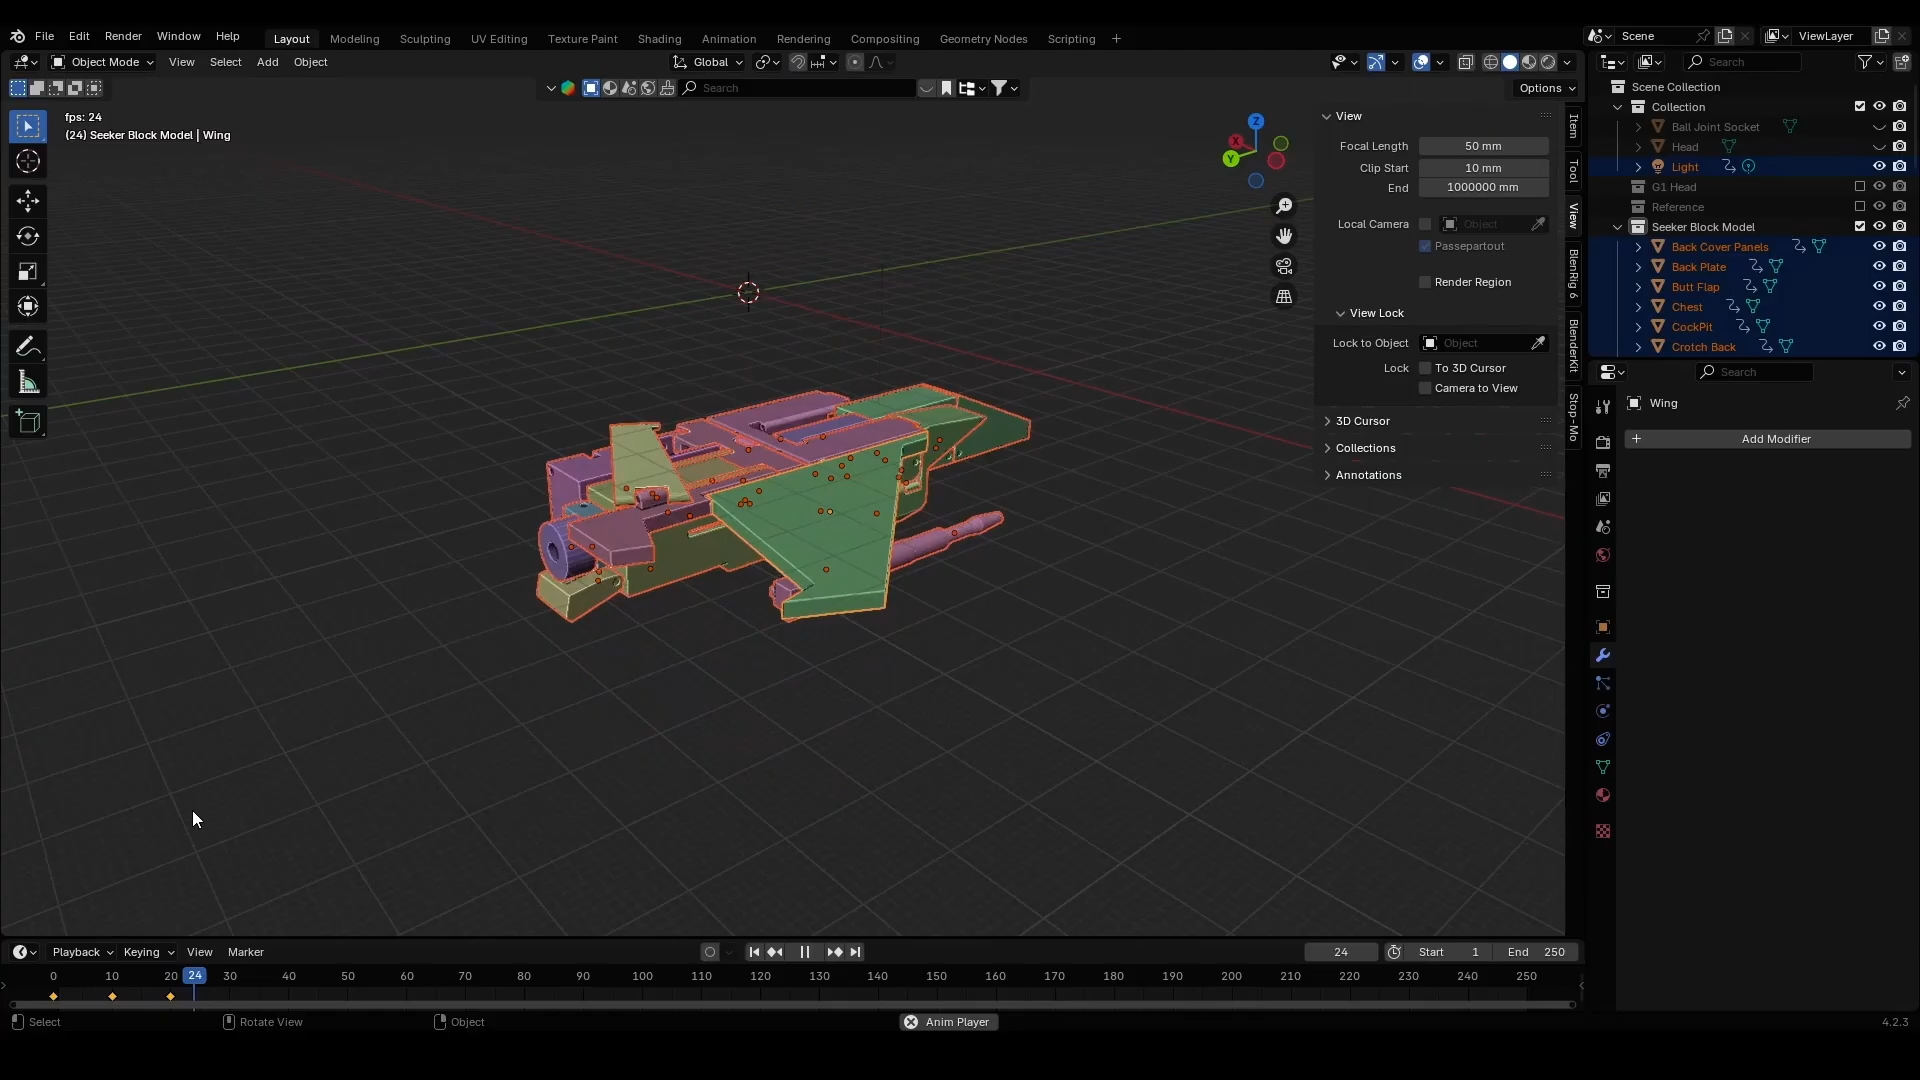 File Edit Render Window Help Layout Modeling Sculpting UV Editing Texture Paint Shading Animation Rendering Compositing Geometry Nodes Scripting Scene ViewLayer
Object Mode View Select Add Object Global Search
Search Options
fps: 24
(24) Seeker Block Model | Wing
Z
X
Y
View
Focal Length 50 mm
Clip Start 10 mm
End 1000000 mm
Local Camera Object
Passepartout
Render Region
View Lock
Lock to Object Object
Lock To 3D Cursor
Camera to View
3D Cursor
Collections
Annotations
Item
Tool
View
BlenRig 6
BlenderKit
Stop-Mo
Scene Collection
Collection
Ball Joint Socket
Head
Light
G1 Head
Reference
Seeker Block Model
Back Cover Panels
Back Plate
Butt Flap
Chest
CockPit
Crotch Back
Search
Wing
Add Modifier
Playback Keying View Marker 24 Start 1 End 250
0 10 20 24 30 40 50 60 70 80 90 100 110 120 130 140 150 160 170 180 190 200 210 220 230 240 250
Select Rotate View Object Anim Player 4.2.3